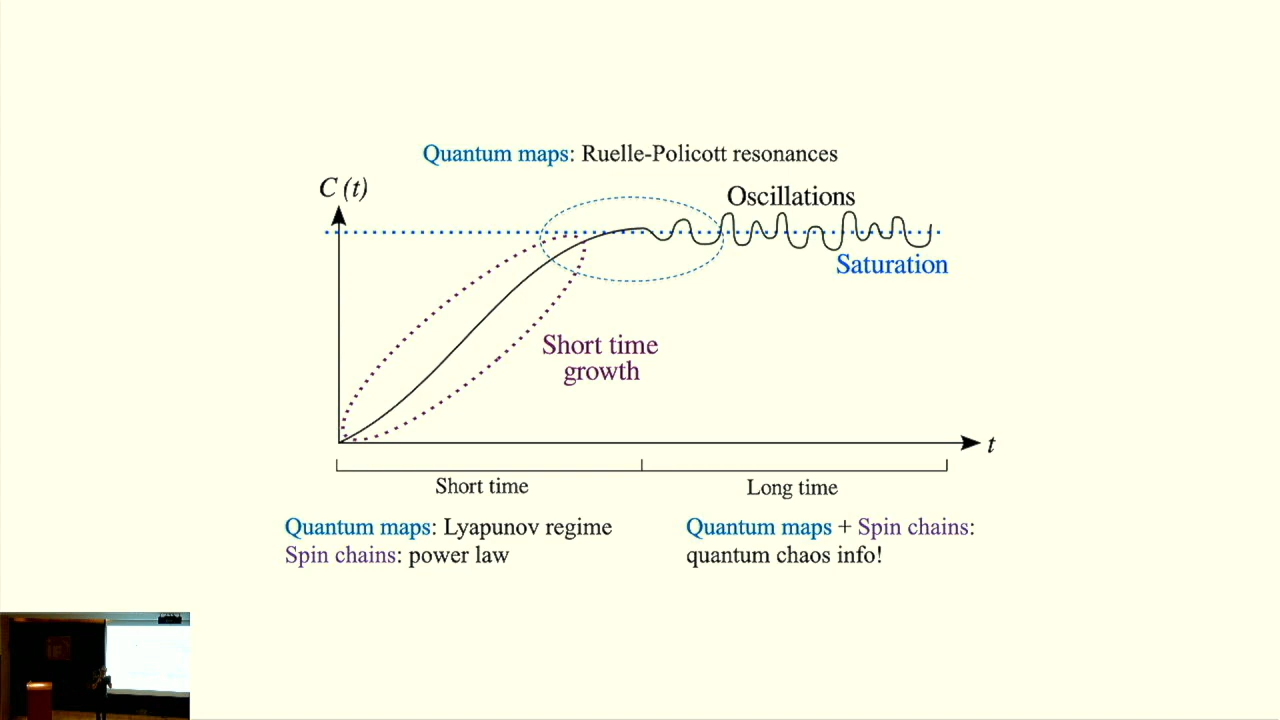 Quantum maps: Ruelle-Policott resonances
C (t)
Oscillations
Saturation
Short time
growth
t
Short time
Long time
Quantum maps: Lyapunov regime
Spin chains: power law
Quantum maps + Spin chains:
quantum chaos info!